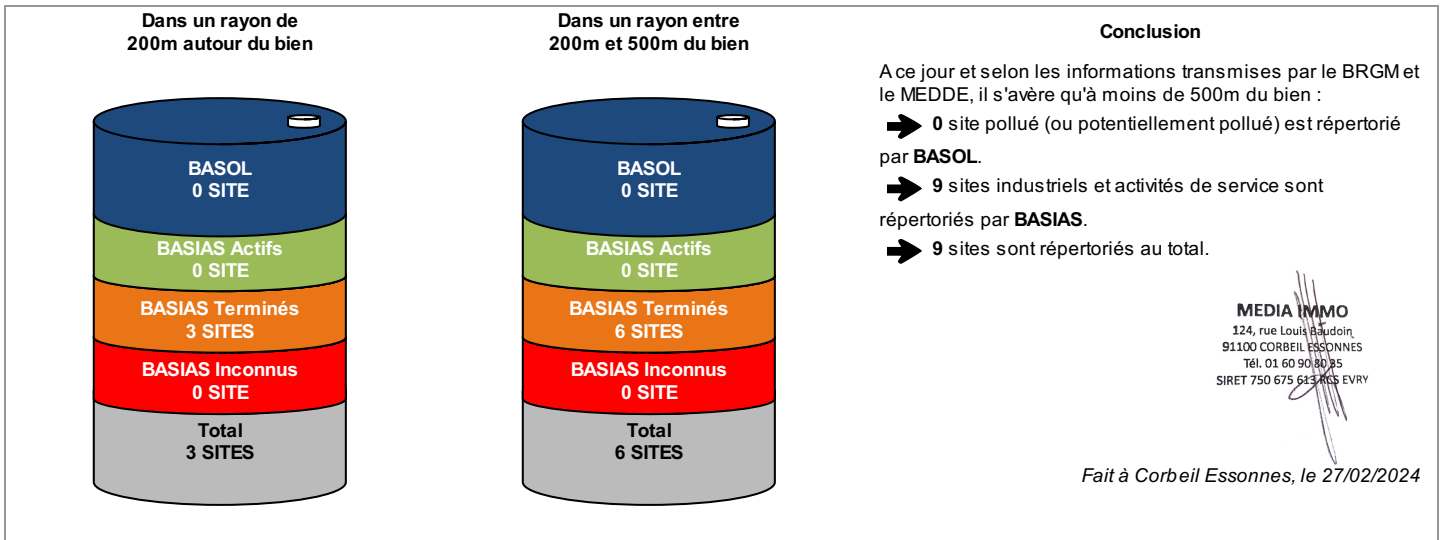 Dans un rayon de
200m autour du bien
BASOL
0 SITE
BASIAS Actifs
0 SITE
BASIAS Terminés
3 SITES
BASIAS Inconnus
0 SITE
Total
3 SITES
Dans un rayon entre
200m et 500m du bien
BASOL
0 SITE
BASIAS Actifs
0 SITE
BASIAS Terminés
6 SITES
BASIAS Inconnus
0 SITE
Total
6 SITES
Conclusion
A ce jour et selon les informations transmises par le BRGM et
le MEDDE, il s'avère qu'à moins de 500m du bien :
0 site pollué (ou potentiellement pollué) est répertorié
par BASOL.
9 sites industriels et activités de service sont
répertoriés par BASIAS.
9 sites sont répertoriés au total.
MEDIA IMMO
124, rue Louis Baudoin
91100 CORBEIL ESSONNES
Tél. 01 60 90 80 85
SIRET 750 675 613 RCS EVRY
Fait à Corbeil Essonnes, le 27/02/2024